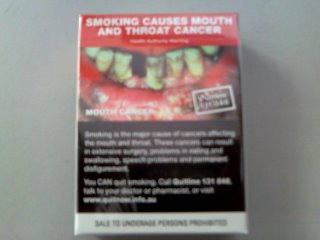 SMOKING CAUSES MOUTH
AND THROAT CANCER
Health Authority Warning
MOUTH CANCER
Smoking is the major cause of cancers affecting
the mouth and throat. These cancers can result
in extensive surgery, problems in eating and
swallowing, speech problems and permanent
disfigurement.
You CAN quit smoking. Call Quitline 131 848,
talk to your doctor or pharmacist, or visit
www.quitnow.info.au
SALE TO UNDERAGE PERSONS PROHIBITED